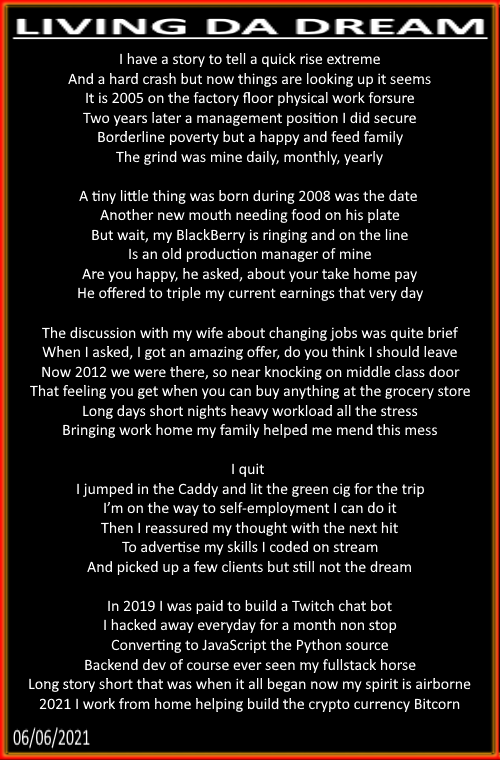 LIVING DA DREAM
I have a story to tell a quick rise extreme
And a hard crash but now things are looking up it seems
It is 2005 on the factory floor physical work forsure
Two years later a management position I did secure
Borderline poverty but a happy and feed family
The grind was mine daily, monthly, yearly
A tiny little thing was born during 2008 was the date
Another new mouth needing food on his plate
But wait, my BlackBerry is ringing and on the line
Is an old production manager of mine
Are you happy, he asked, about your take home pay
He offered to triple my current earnings that very day
The discussion with my wife about changing jobs was quite brief
When I asked, I got an amazing offer, do you think I should leave
Now 2012 we were there, so near knocking on middle class door
That feeling you get when you can buy anything at the grocery store
Long days short nights heavy workload all the stress
Bringing work home my family helped me mend this mess
I quit
I jumped in the Caddy and lit the green cig for the trip
I’m on the way to self-employment I can do it
Then I reassured my thought with the next hit
To advertise my skills I coded on stream
And picked up a few clients but still not the dream
In 2019 I was paid to build a Twitch chat bot
I hacked away everyday for a month non stop
Converting to JavaScript the Python source
Backend dev of course ever seen my fullstack horse
Long story short that was when it all began now my spirit is airborne
2021 I work from home helping build the crypto currency Bitcorn
06/06/2021